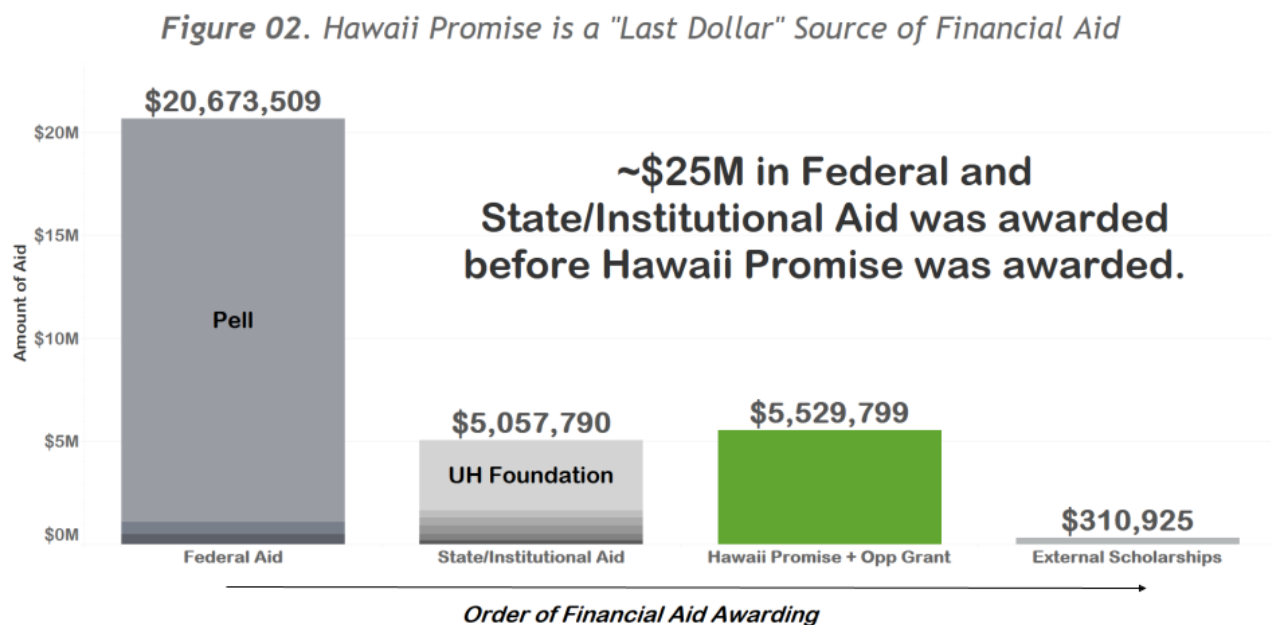 Figure 02. Hawaii Promise is a "Last Dollar" Source of Financial Aid
$20,673,509
~$25M in Federal and
State/Institutional Aid was awarded
before Hawaii Promise was awarded.
Amount of Aid
$20M
$15M
$10M
$5M
$0M
Pell
$5,057,790
UH Foundation
$5,529,799
$310,925
Federal Aid
State/Institutional Aid
Hawaii Promise + Opp Grant
External Scholarships
Order of Financial Aid Awarding